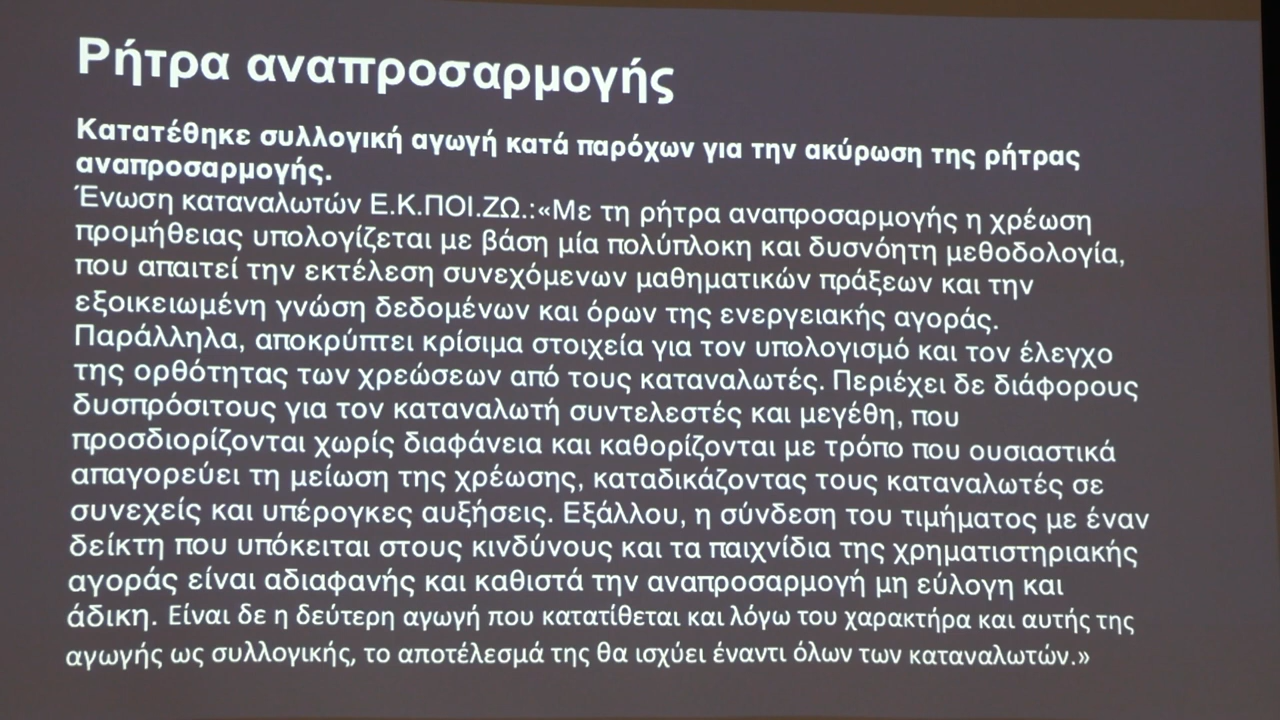 Ρήτρα αναπροσαρμογής
Κατατέθηκε συλλογική αγωγή κατά παρόχων για την ακύρωση της ρήτρας
αναπροσαρμογής.
Ένωση καταναλωτών Ε.Κ.ΠΟΙ.ΖΩ.:«Με τη ρήτρα αναπροσαρμογής η χρέωση
προμήθειας υπολογίζεται με βάση μία πολύπλοκη και δυσνόητη μεθοδολογία,
που απαιτεί την εκτέλεση συνεχόμενων μαθηματικών πράξεων και την
εξοικειωμένη γνώση δεδομένων και όρων της ενεργειακής αγοράς.
Παράλληλα, αποκρύπτει κρίσιμα στοιχεία για τον υπολογισμό και τον έλεγχο
της ορθότητας των χρεώσεων από τους καταναλωτές. Περιέχει δε διάφορους
δυσπρόσιτους για τον καταναλωτή συντελεστές και μεγέθη, που
προσδιορίζονται χωρίς διαφάνεια και καθορίζονται με τρόπο που ουσιαστικά
απαγορεύει τη μείωση της χρέωσης, καταδικάζοντας τους καταναλωτές σε
συνεχείς και υπέρογκες αυξήσεις. Εξάλλου, η σύνδεση του τιμήματος με έναν
δείκτη που υπόκειται στους κινδύνους και τα παιχνίδια της χρηματιστηριακής
αγοράς είναι αδιαφανής και καθιστά την αναπροσαρμογή μη εύλογη και
άδικη. Είναι δε η δεύτερη αγωγή που κατατίθεται και λόγω του χαρακτήρα και αυτής της
αγωγής ως συλλογικής, το αποτέλεσμά της θα ισχύει έναντι όλων των καταναλωτών.»